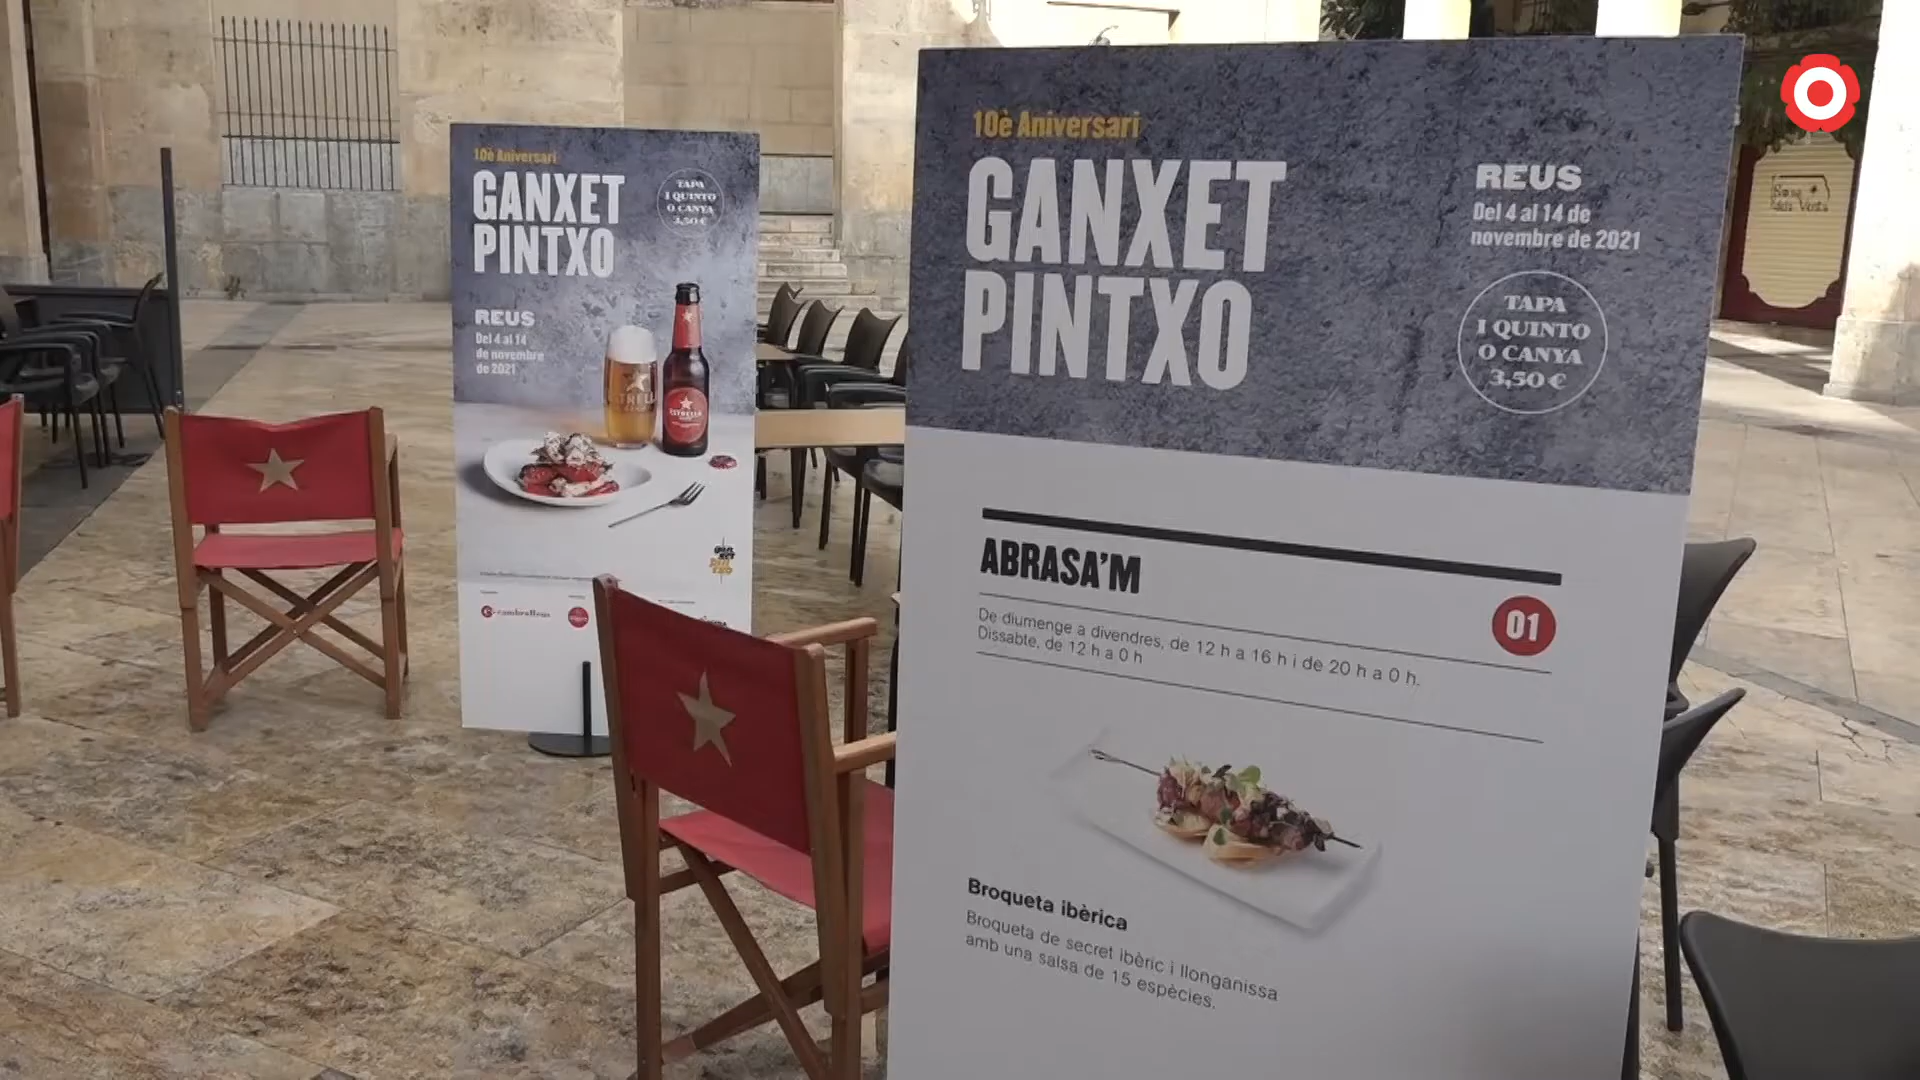 10è Aniversari
GANXET
PINTXO
TAPA
I QUINTO
O CANYA
3,50 €
REUS
Del 4 al 14
de novembre
de 2021
ESTRELLA
cambrelleus
10è Aniversari
GANXET
PINTXO
REUS
Del 4 al 14 de
novembre de 2021
TAPA
I QUINTO
O CANYA
3,50 €
ABRASA'M
01
De diumenge a divendres, de 12 h a 16 h i de 20 h a 0 h.
Dissabte, de 12 h a 0 h
Broqueta ibèrica
Broqueta de secret ibèric i llonganissa
amb una salsa de 15 espècies.